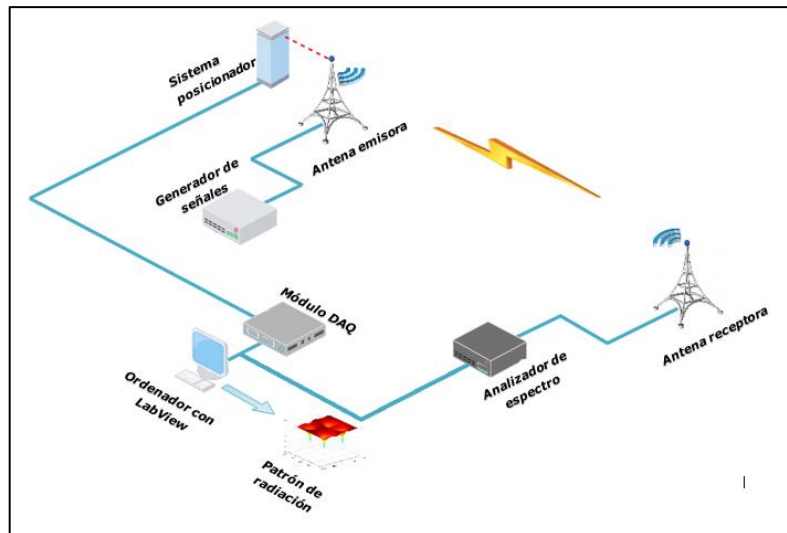 Sistema
posicionador
Antena emisora
Generador de
señales
Módulo DAQ
Antena receptora
Analizador de
espectro
Ordenador con
LabView
Patrón de
radiación